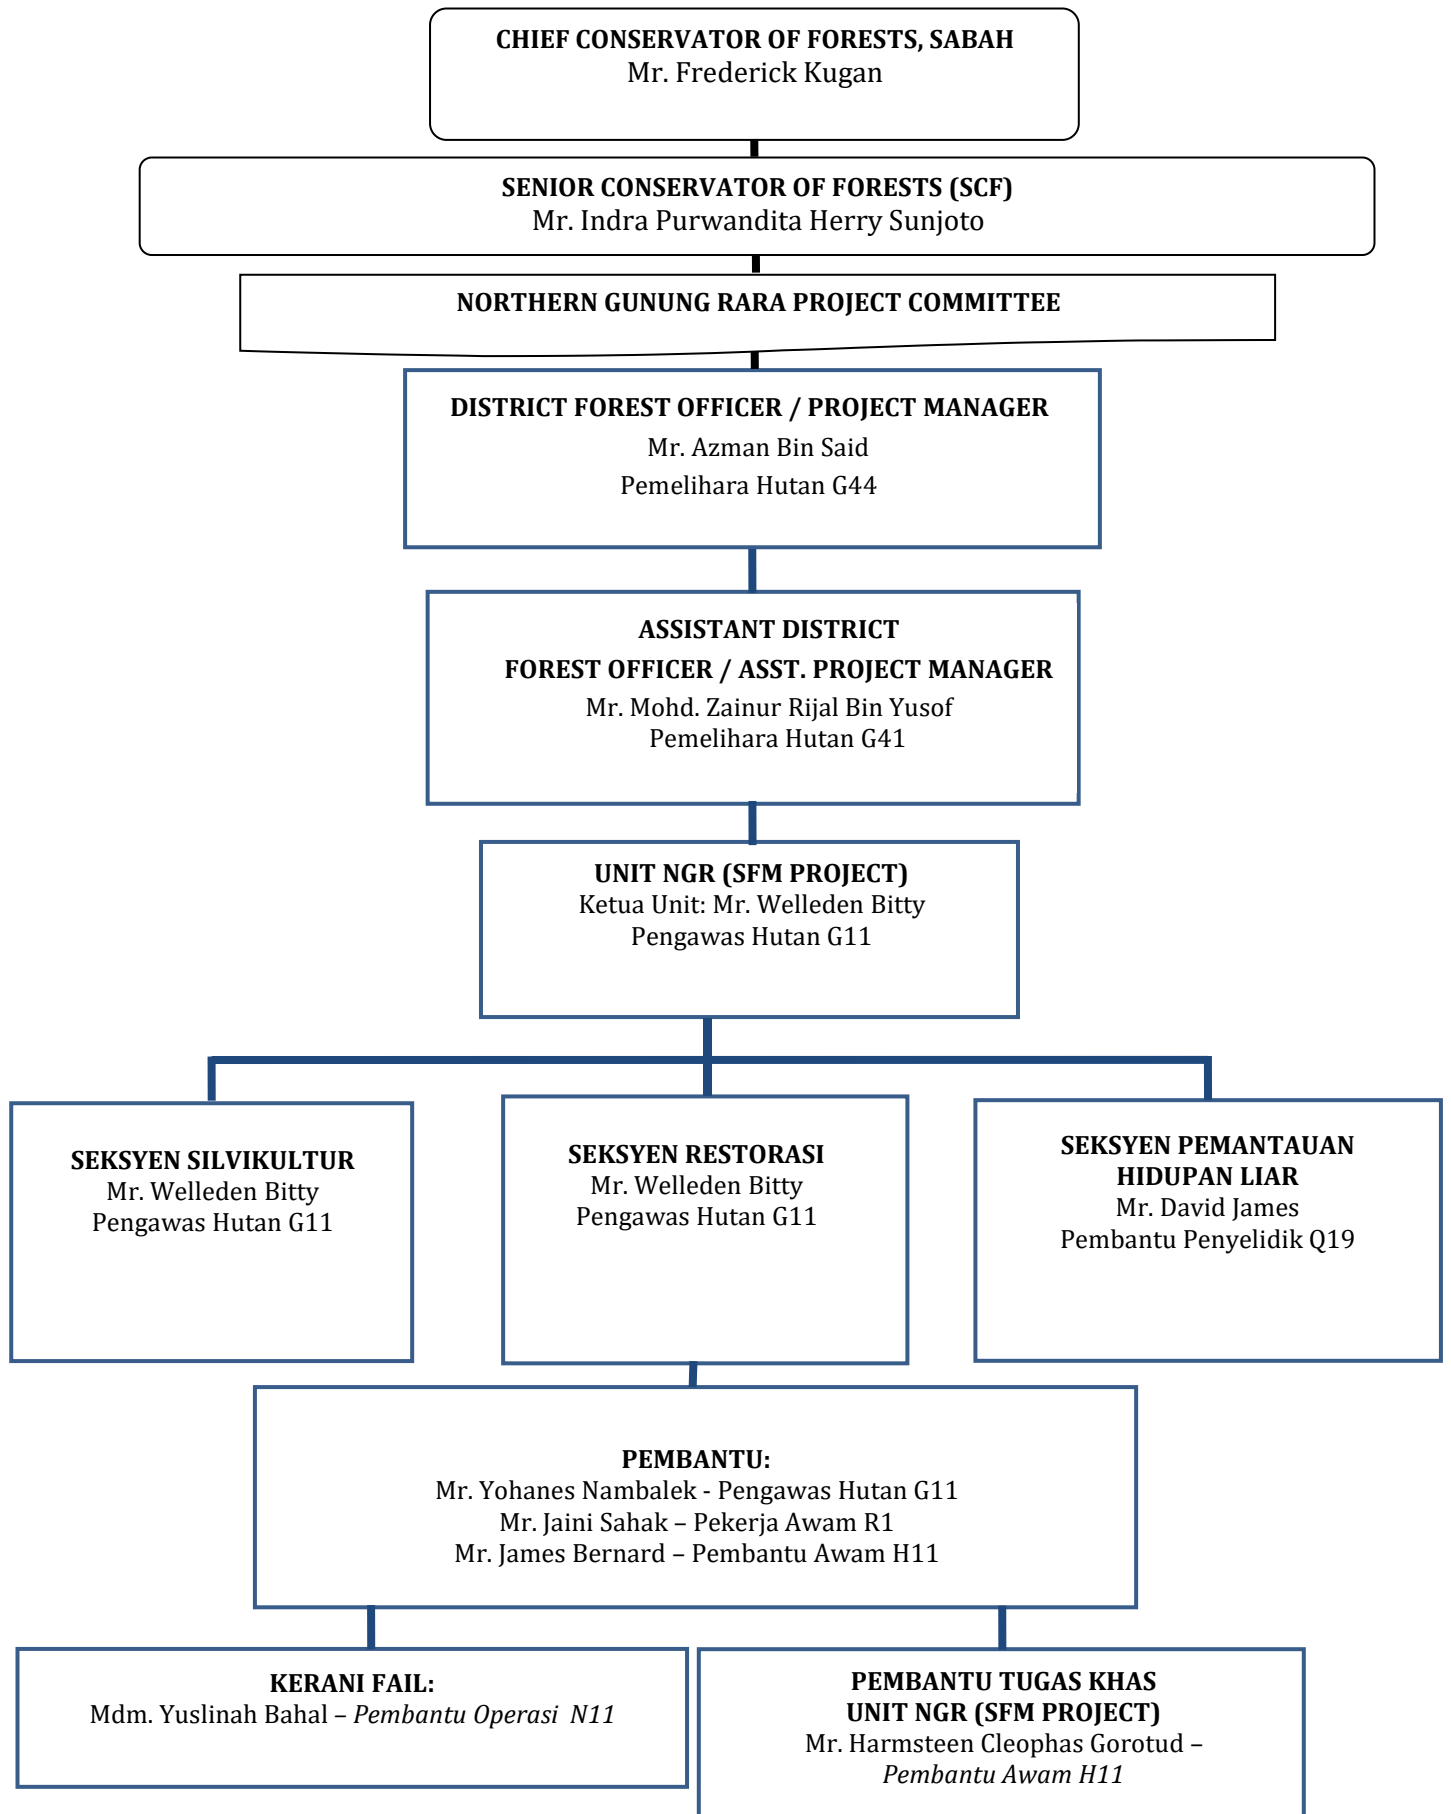 CHIEF CONSERVATOR OF FORESTS, SABAH
Mr. Frederick Kugan
SENIOR CONSERVATOR OF FORESTS (SCF)
Mr. Indra Purwandita Herry Sunjoto
NORTHERN GUNUNG RARA PROJECT COMMITTEE
DISTRICT FOREST OFFICER / PROJECT MANAGER
Mr. Azman Bin Said
Pemelihara Hutan G44
ASSISTANT DISTRICT
FOREST OFFICER / ASST. PROJECT MANAGER
Mr. Mohd. Zainur Rijal Bin Yusof
Pemelihara Hutan G41
UNIT NGR (SFM PROJECT)
Ketua Unit: Mr. Welleden Bitty
Pengawas Hutan G11
SEKSYEN SILVIKULTUR
Mr. Welleden Bitty
Pengawas Hutan G11
SEKSYEN RESTORASI
Mr. Welleden Bitty
Pengawas Hutan G11
SEKSYEN PEMANTAUAN
HIDUPAN LIAR
Mr. David James
Pembantu Penyelidik Q19
PEMBANTU:
Mr. Yohanes Nambalek - Pengawas Hutan G11
Mr. Jaini Sahak – Pekerja Awam R1
Mr. James Bernard – Pembantu Awam H11
KERANI FAIL:
Mdm. Yuslinah Bahal – Pembantu Operasi N11
PEMBANTU TUGAS KHAS
UNIT NGR (SFM PROJECT)
Mr. Harmsteen Cleophas Gorotud –
Pembantu Awam H11